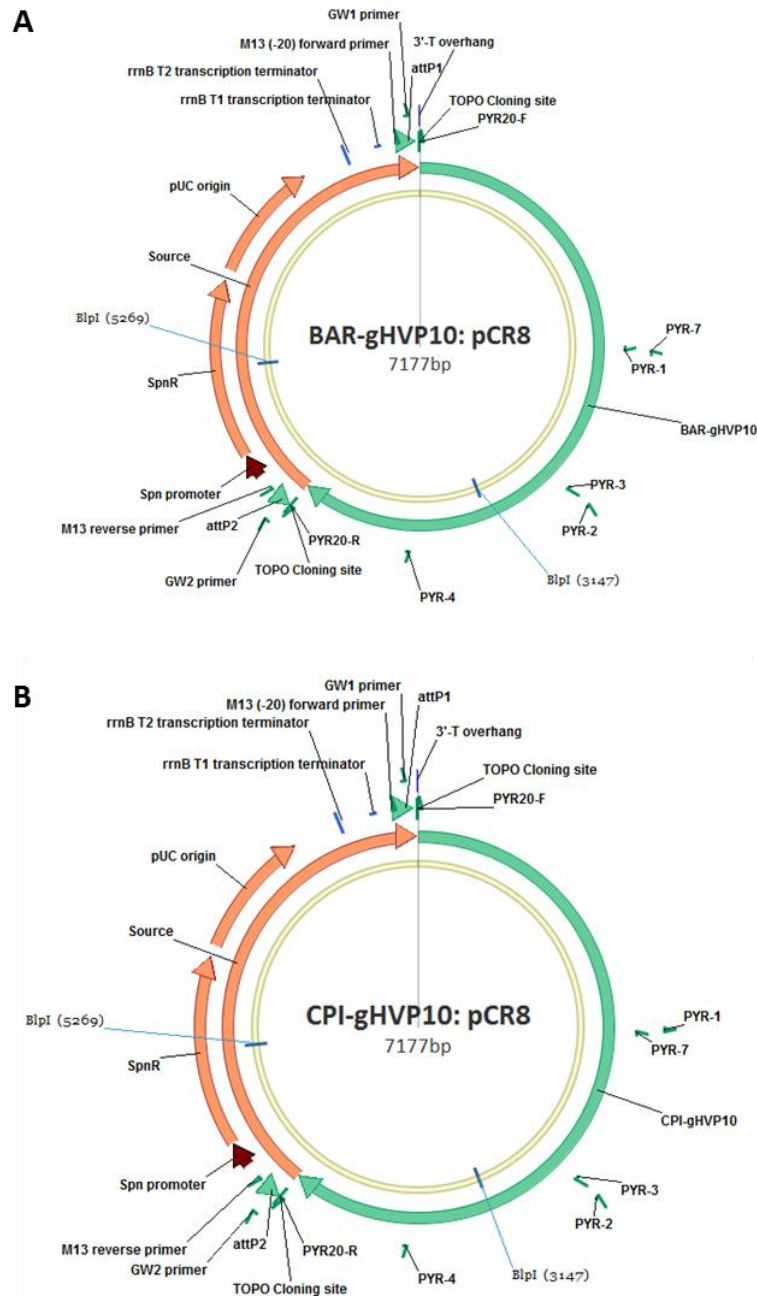 A
GW1 primer
M13 (-20) forward primer
3'-T overhang
attP1
rrnB T2 transcription terminator
TOPO Cloning site
rrnB T1 transcription terminator
PYR20-F
pUC origin
Source
BlpI (5269)
BAR-gHVP10: pCR8
7177bp
PYR-7
PYR-1
SpnR
BAR-gHVP10
PYR-3
Spn promoter
PYR-2
M13 reverse primer
attP2
PYR20-R
GW2 primer
TOPO Cloning site
BlpI (3147)
PYR-4
B
GW1 primer
attP1
M13 (-20) forward primer
rrnB T2 transcription terminator
3'-T overhang
TOPO Cloning site
rrnB T1 transcription terminator
PYR20-F
pUC origin
Source
BlpI (5269)
CPI-gHVP10: pCR8
7177bp
PYR-1
PYR-7
SpnR
CPI-gHVP10
Spn promoter
PYR-3
PYR-2
M13 reverse primer
attP2
PYR20-R
GW2 primer
TOPO Cloning site
PYR-4
BlpI (3147)